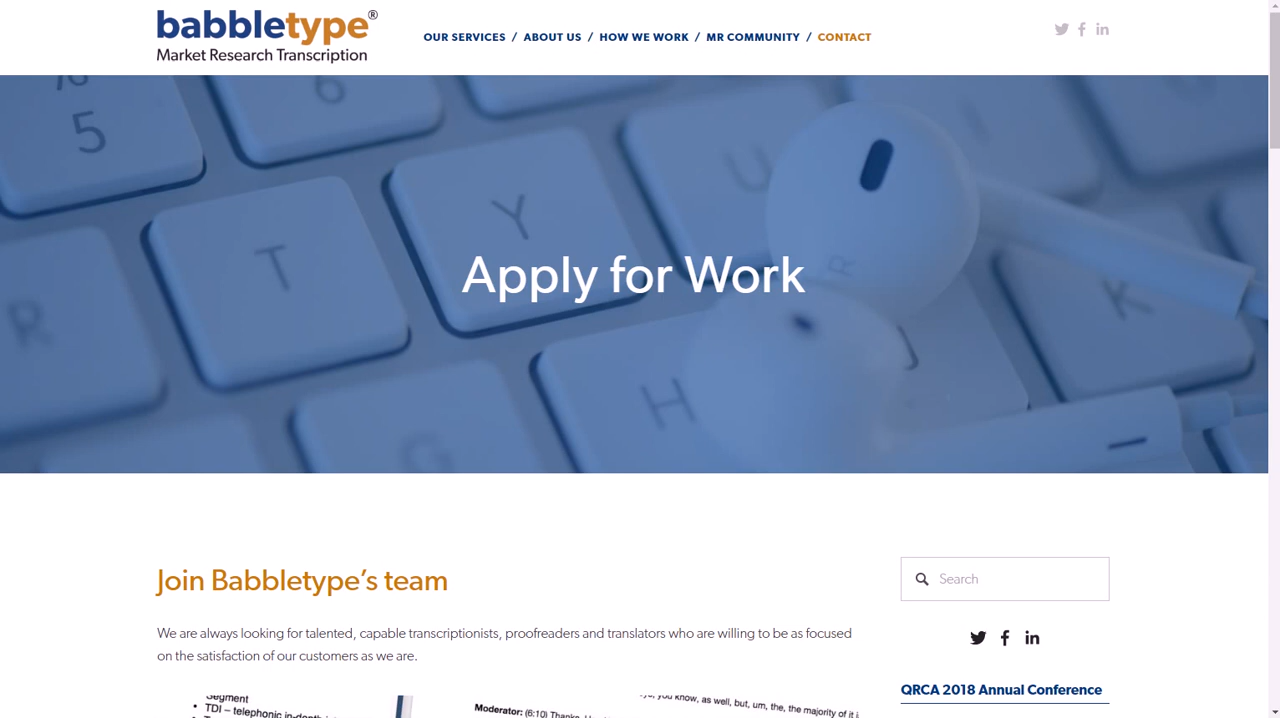 babbletype®
Market Research Transcription
OUR SERVICES / ABOUT US / HOW WE WORK / MR COMMUNITY / CONTACT
%
5
6
T
Y
U
I
R
G
H
J
K
Apply for Work
Join Babbletype's team
We are always looking for talented, capable transcriptionists, proofreaders and translators who are willing to be as focused
on the satisfaction of our customers as we are.
Search
QRCA 2018 Annual Conference
Segment
• TDI – telephonic in-depth
you know, as well, but, um, the, the majority of it
Moderator: (6:10) Thanks